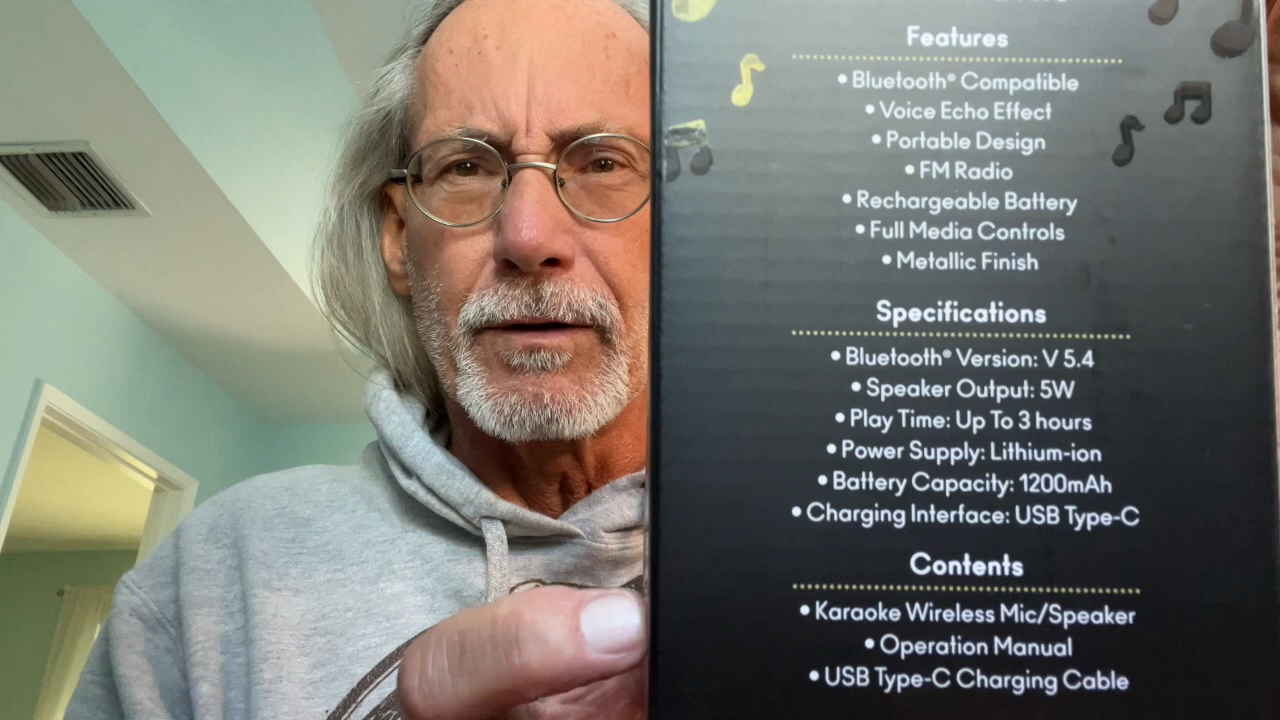 Features
• Bluetooth® Compatible
• Voice Echo Effect
• Portable Design
• FM Radio
• Rechargeable Battery
• Full Media Controls
• Metallic Finish
Specifications
• Bluetooth® Version: V 5.4
• Speaker Output: 5W
• Play Time: Up To 3 hours
• Power Supply: Lithium-ion
• Battery Capacity: 1200mAh
• Charging Interface: USB Type-C
Contents
• Karaoke Wireless Mic/Speaker
• Operation Manual
• USB Type-C Charging Cable